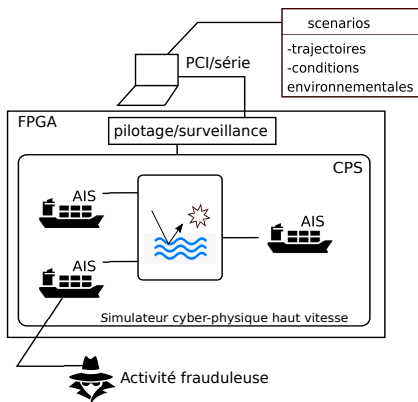 scenarios
-trajectoires
-conditions
environnementales
PCI/série
FPGA
pilotage/surveillance
CPS
AIS
AIS
AIS
Simulateur cyber-physique haut vitesse
Activité frauduleuse